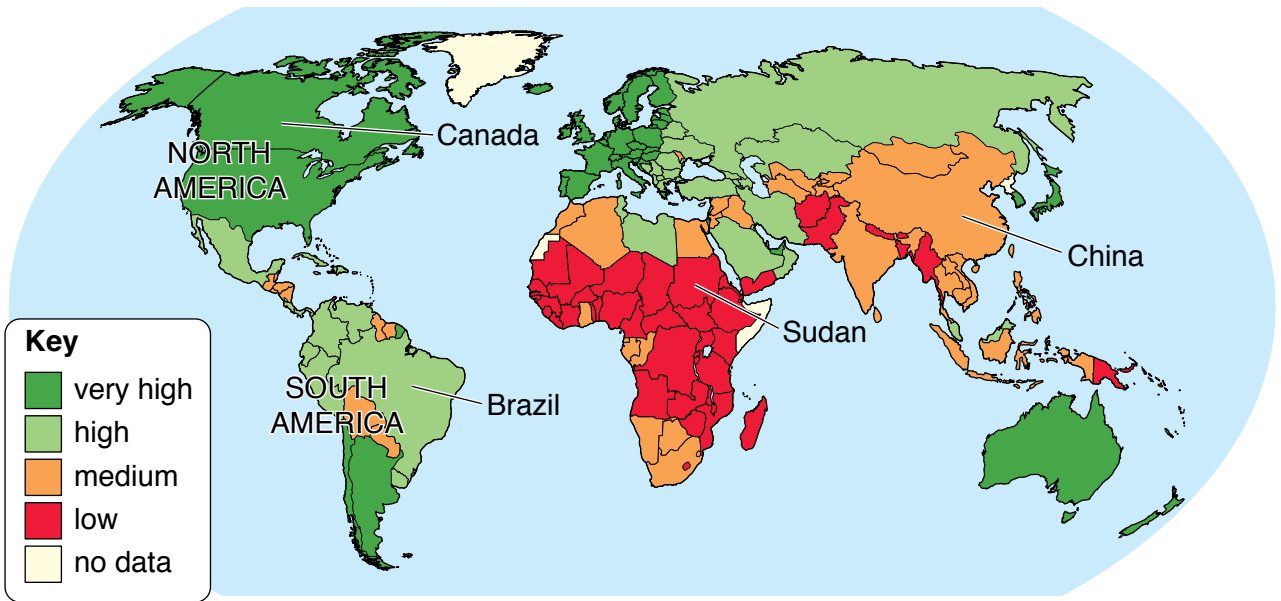 Canada
NORTH
AMERICA
China
Sudan
SOUTH
AMERICA
Brazil
Key
very high
high
medium
low
no data